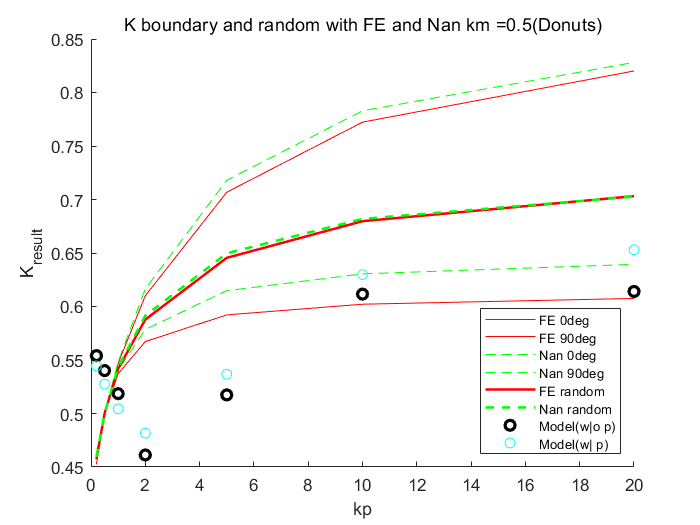 K boundary and random with FE and Nan km =0.5(Donuts)
0.85
0.8
0.75
0.7
0.65
0.6
0.55
0.5
0.45
K_result
0 2 4 6 8 10 12 14 16 18 20
kp
FE 0deg
FE 90deg
Nan 0deg
Nan 90deg
FE random
Nan random
Model(w|o p)
Model(w| p)